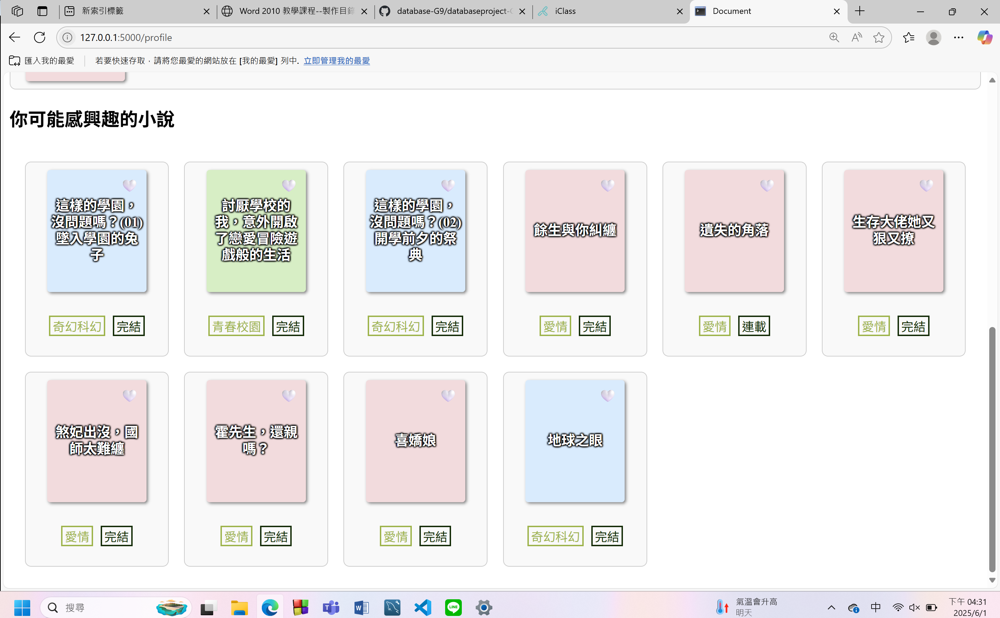 新索引標籤
Word 2010 教學課程--製作目錄
database-G9/databaseproject-
iClass
Document
127.0.0.1:5000/profile
匯入我的最愛
若要快速存取，請將您最愛的網站放在 [我的最愛] 列中. 立即管理我的最愛
你可能感興趣的小說
這樣的學園，
沒問題嗎？(01)
墜入學園的兔
子
奇幻科幻 完結
討厭學校的
我，意外開啟
了戀愛冒險遊
戲般的生活
青春校園 完結
這樣的學園，
沒問題嗎？(02)
開學前夕的祭
典
奇幻科幻 完結
餘生與你糾纏
愛情 完結
遺失的角落
愛情 連載
生存大佬她又
狠又撩
愛情 完結
煞妃出沒，國
師太難纏
愛情 完結
霍先生，還親
嗎？
愛情 完結
喜嬌娘
愛情 完結
地球之眼
奇幻科幻 完結
搜尋
LINE
氣溫會升高
明天
中
下午 04:31
2025/6/1